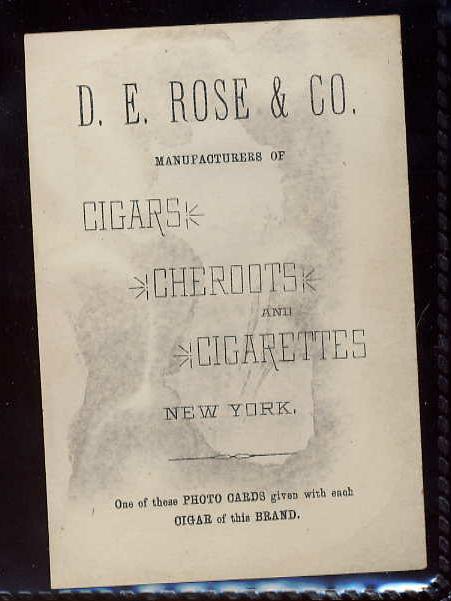 D. E. ROSE & CO.
MANUFACTURERS OF
CIGARS
CHEROOTS
AND
CIGARETTES
NEW YORK.
One of these PHOTO CARDS given with each
CIGAR of this BRAND.